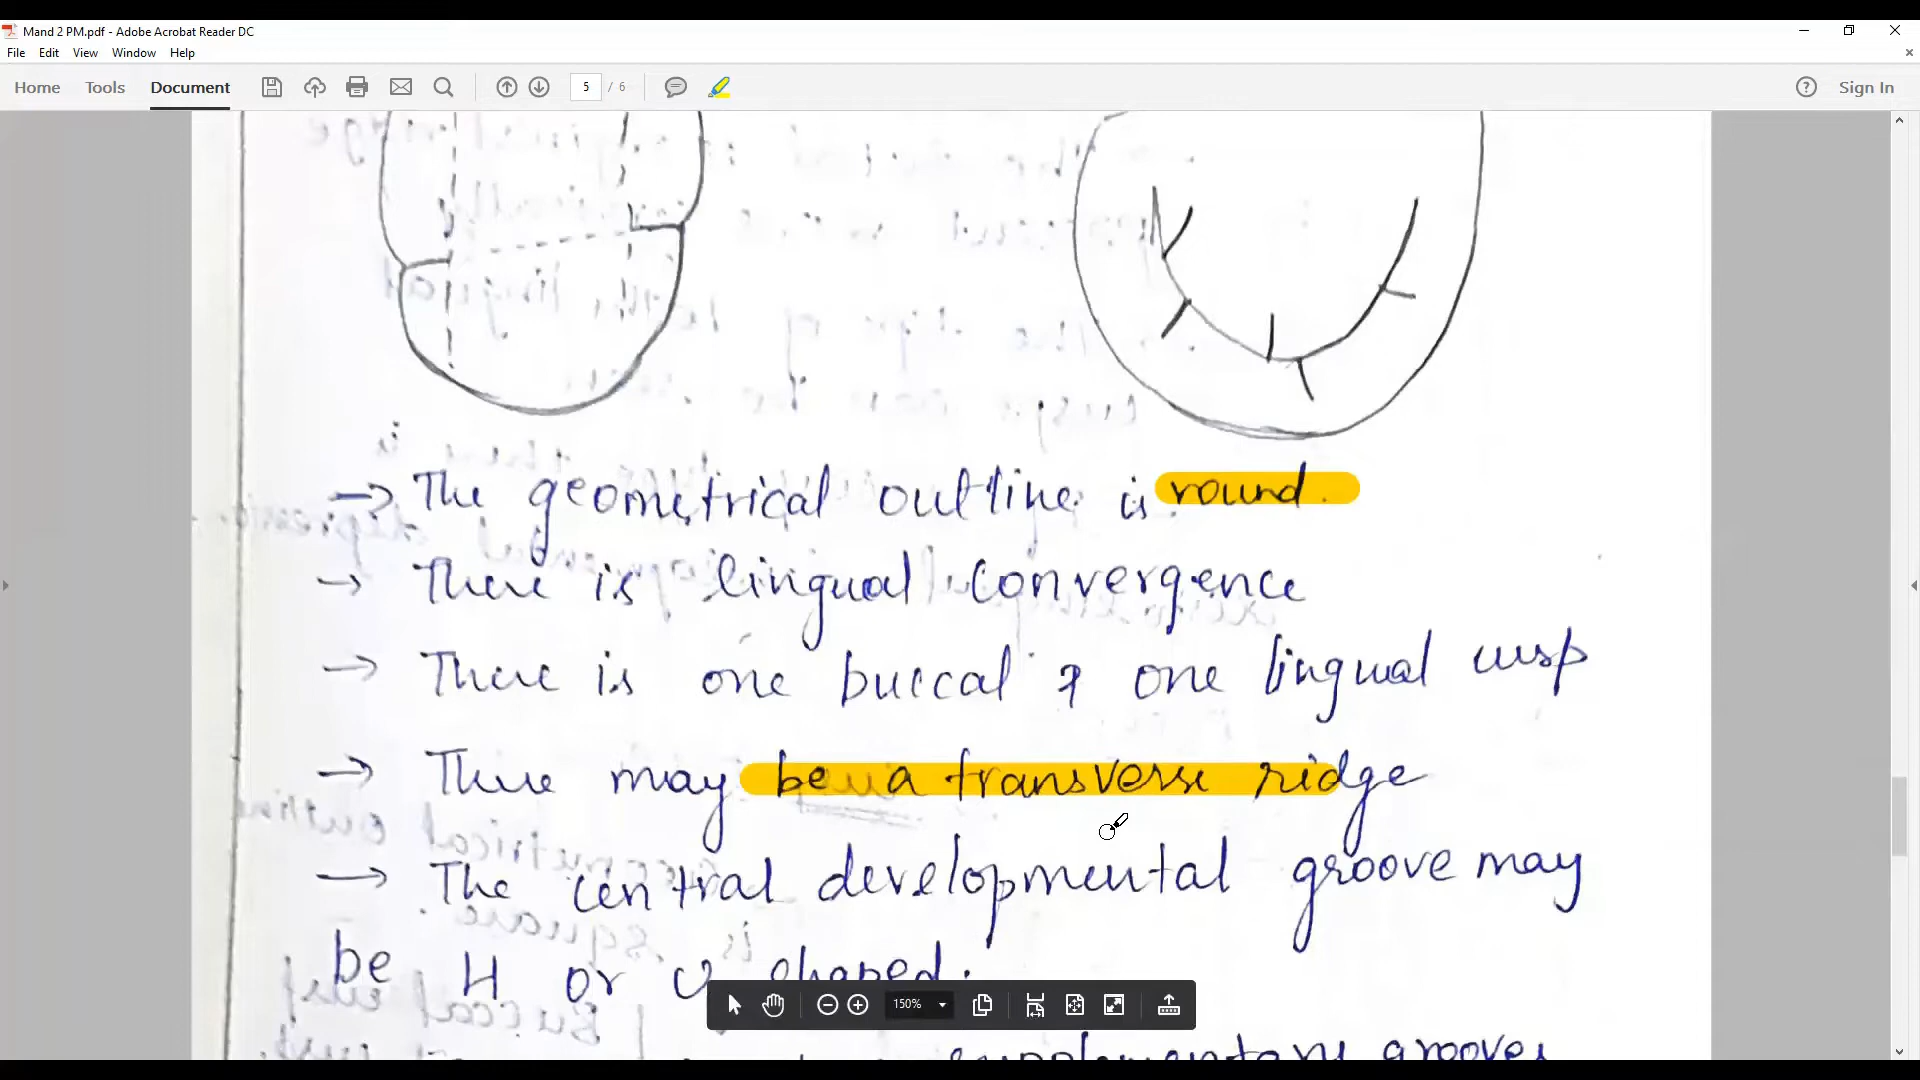 Mand 2 PM.pdf - Adobe Acrobat Reader DC
File Edit View Window Help
Home Tools Document 5 / 6 Sign In
→ The geometrical outline is round.
→ There is lingual convergence
→ There is one buccal & one lingual cusp
→ There may be a transverse ridge
→ The central developmental groove may
be H or U shaped.
150%
supplementary grooves